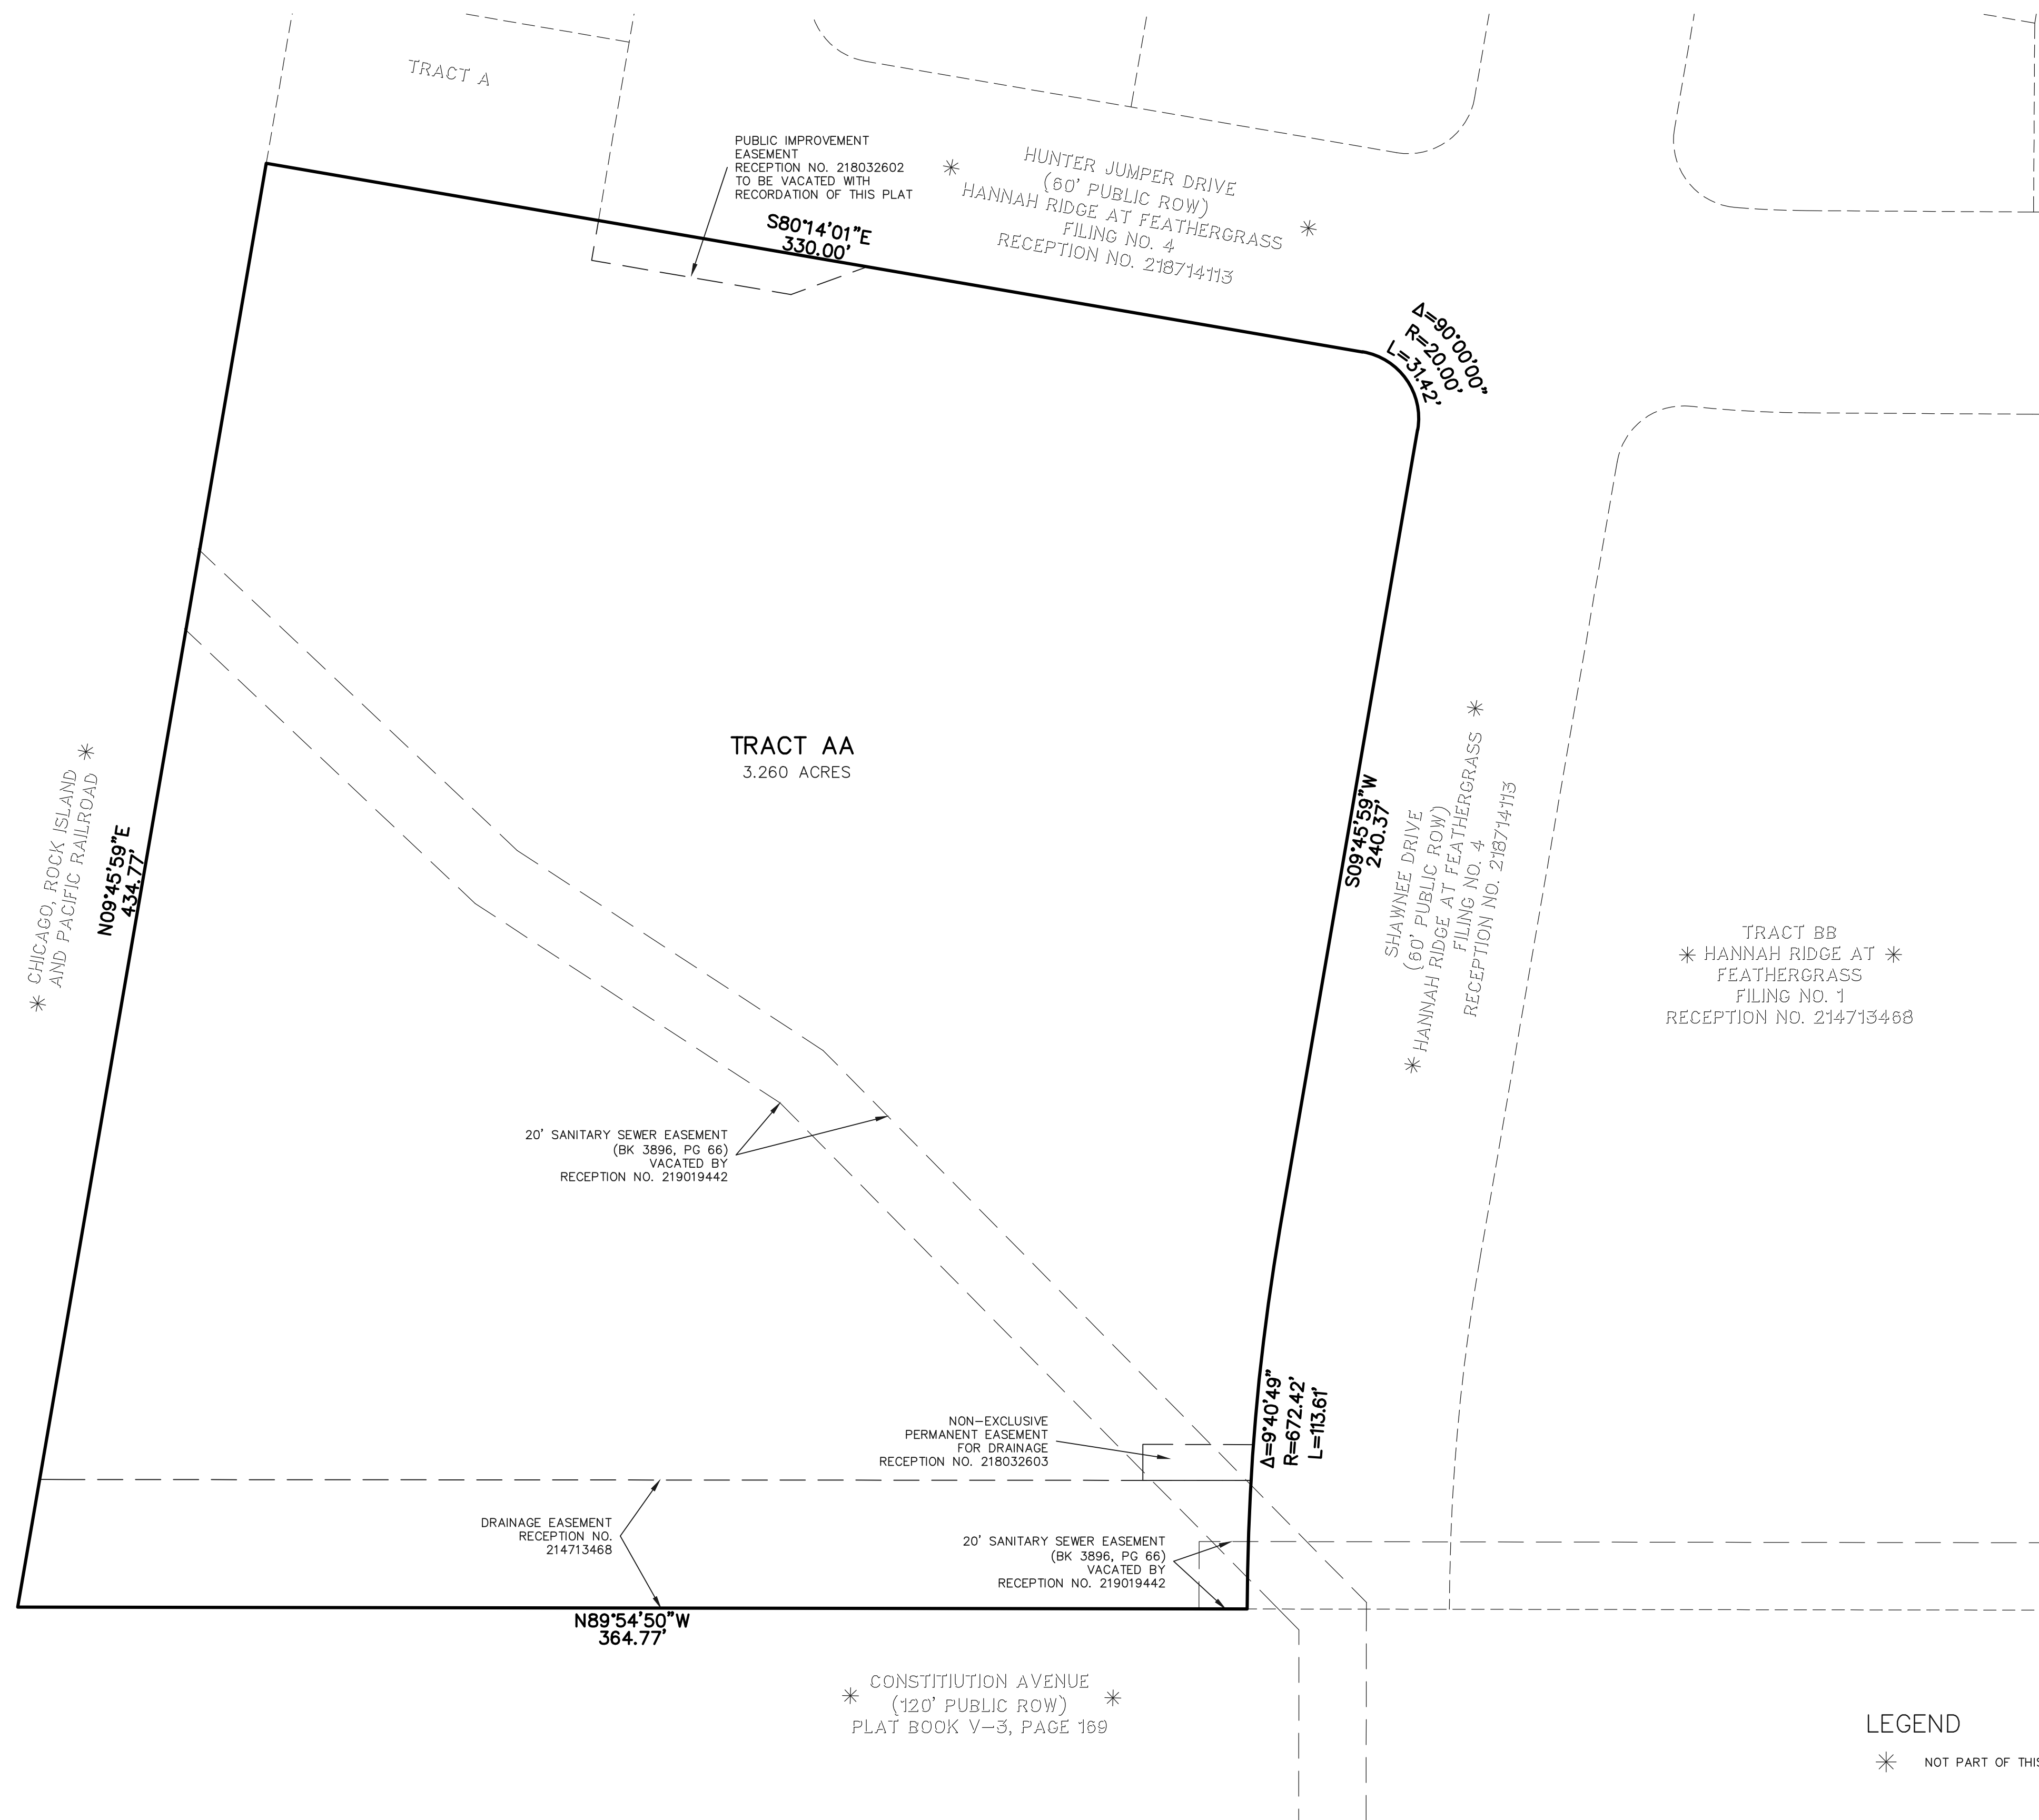 TRACT A
PUBLIC IMPROVEMENT
EASEMENT
RECEPTION NO. 218032602
TO BE VACATED WITH
RECORDATION OF THIS PLAT
HUNTER JUMPER DRIVE
(60' PUBLIC ROW)
HANNAH RIDGE AT FEATHERGRASS
FILING NO. 4
RECEPTION NO. 218714113
S80°14'01"E
330.00'
Δ=90°00'00"
R=20.00'
L=31.42'
TRACT AA
3.260 ACRES
CHICAGO, ROCK ISLAND
AND PACIFIC RAILROAD
N09°45'59"E
434.77'
S09°45'59"W
240.37'
SHAWNEE DRIVE
(60' PUBLIC ROW)
HANNAH RIDGE AT FEATHERGRASS
FILING NO. 4
RECEPTION NO. 218714113
TRACT BB
HANNAH RIDGE AT
FEATHERGRASS
FILING NO. 1
RECEPTION NO. 214713468
20' SANITARY SEWER EASEMENT
(BK 3896, PG 66)
VACATED BY
RECEPTION NO. 219019442
Δ=9°40'49"
R=672.42'
L=113.61'
NON-EXCLUSIVE
PERMANENT EASEMENT
FOR DRAINAGE
RECEPTION NO. 218032603
DRAINAGE EASEMENT
RECEPTION NO.
214713468
20' SANITARY SEWER EASEMENT
(BK 3896, PG 66)
VACATED BY
RECEPTION NO. 219019442
N89°54'50"W
364.77'
CONSTITIUTION AVENUE
(120' PUBLIC ROW)
PLAT BOOK V-3, PAGE 169
LEGEND
NOT PART OF THIS